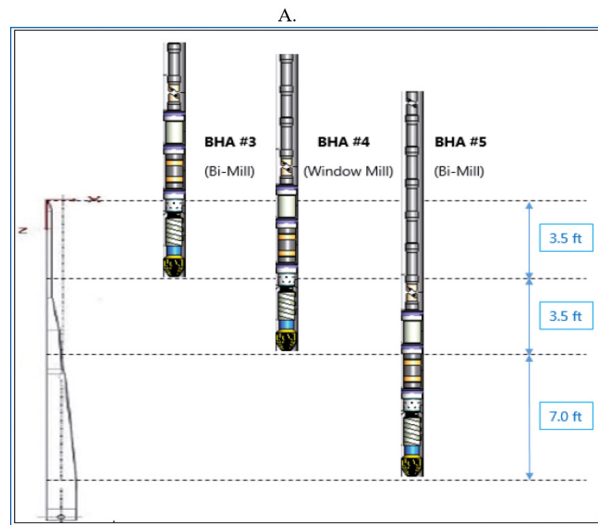 A.
BHA #3
(Bi-Mill)
BHA #4
(Window Mill)
BHA #5
(Bi-Mill)
X
Z
3.5 ft
3.5 ft
7.0 ft